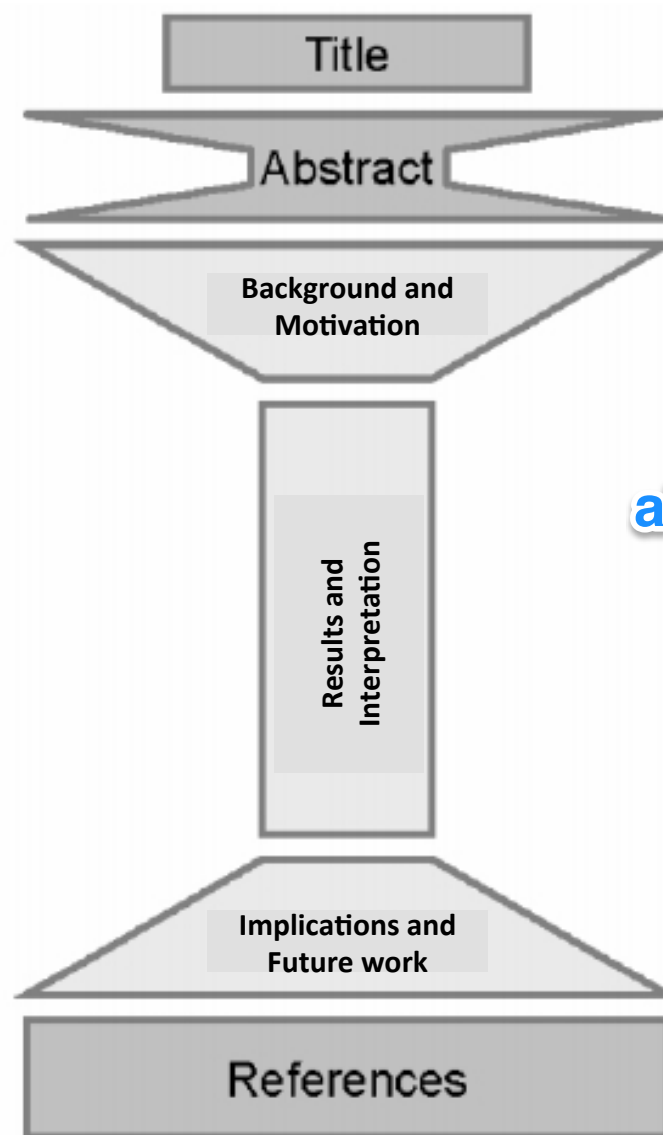 Title
Abstract
Background and
Motivation
Results and
Interpretation
Implications and
Future work
References